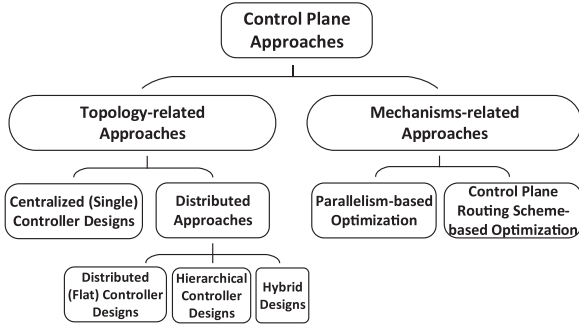 Control Plane
Approaches
Topology-related
Approaches
Mechanisms-related
Approaches
Centralized (Single)
Controller Designs
Distributed
Approaches
Parallelism-based
Optimization
Control Plane
Routing Scheme-
based Optimization
Distributed
(Flat) Controller
Designs
Hierarchical
Controller
Designs
Hybrid
Designs